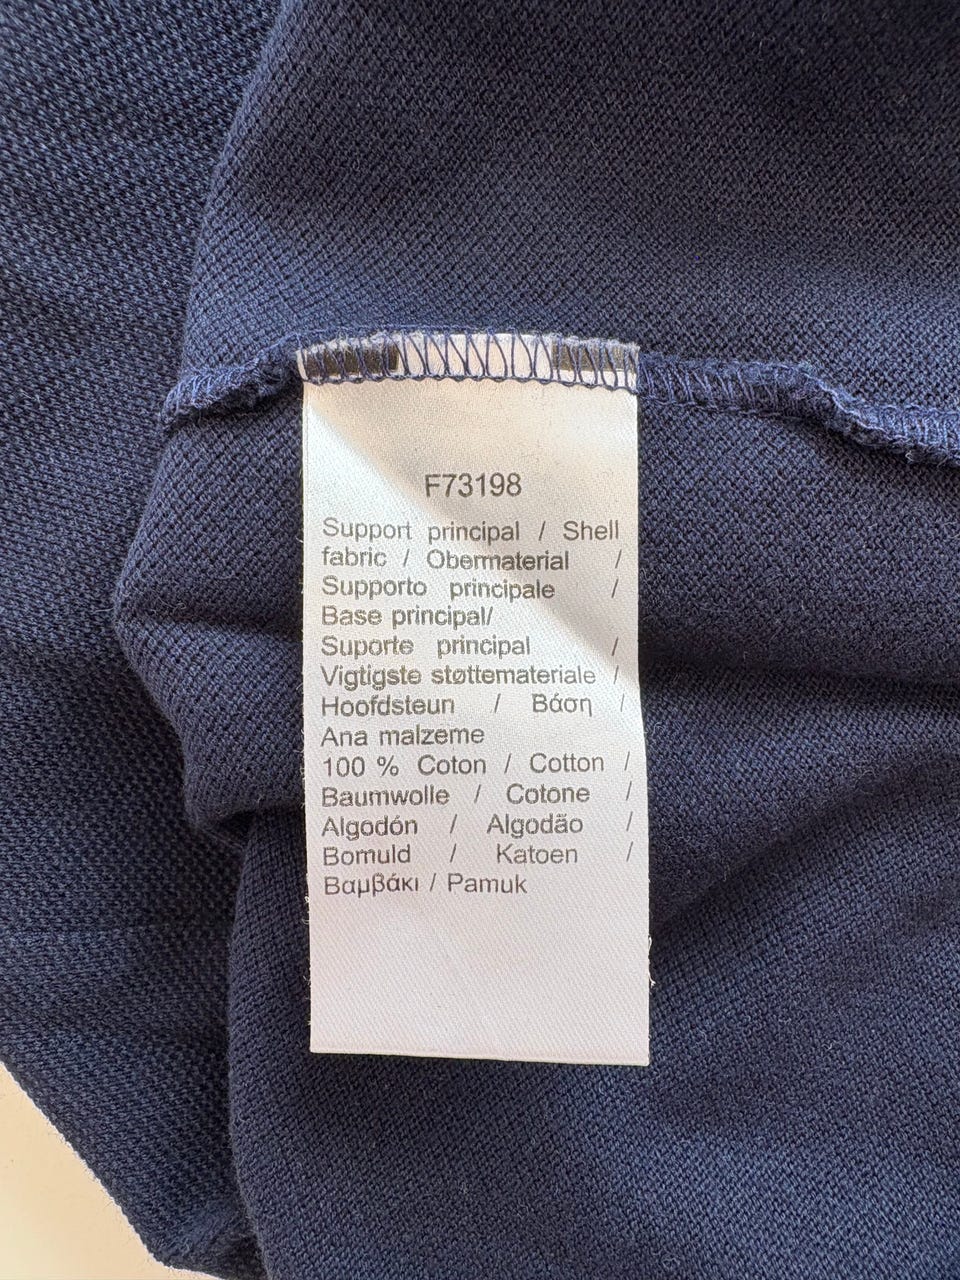 F73198
Support principal / Shell
fabric / Obermaterial /
Supporto principale /
Base principal/
Suporte principal /
Vigtigste støttemateriale /
Hoofdsteun / Βάση /
Ana malzeme
100 % Coton / Cotton /
Baumwolle / Cotone /
Algodón / Algodão /
Bomuld / Katoen /
Βαμβάκι / Pamuk